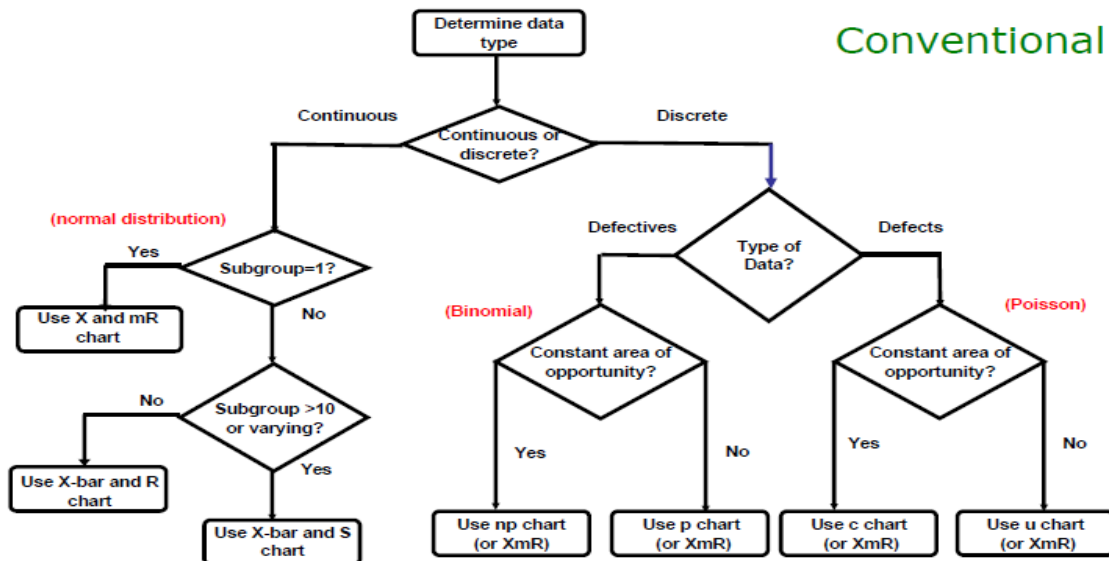 Determine data
type
Conventional
Continuous
Discrete
Continuous or
discrete?
(normal distribution)
Yes
Subgroup=1?
Use X and mR
chart
No
No
Subgroup >10
or varying?
Yes
Use X-bar and R
chart
Use X-bar and S
chart
Defectives
Type of
Data?
Defects
(Binomial)
(Poisson)
Constant area of
opportunity?
Constant area of
opportunity?
Yes
No
Yes
No
Use np chart
(or XmR)
Use p chart
(or XmR)
Use c chart
(or XmR)
Use u chart
(or XmR)